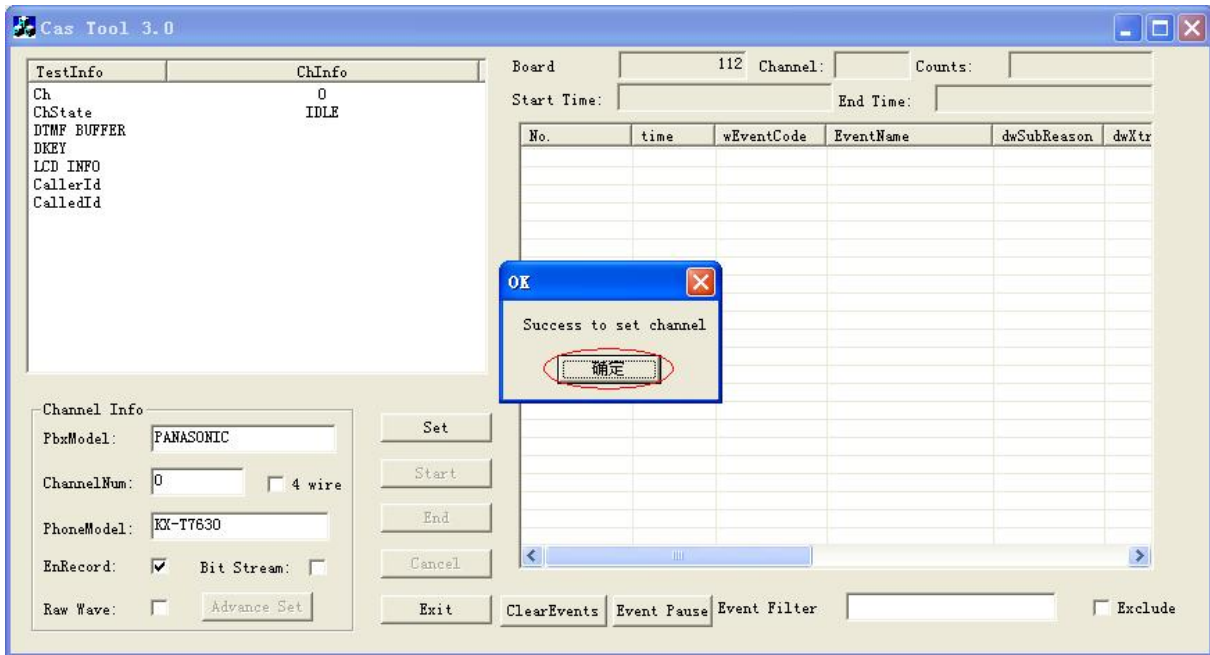 Cas Tool 3.0
TestInfo ChInfo
Ch 0
ChState IDLE
DTMF BUFFER
DKEY
LCD INFO
CallerId
CalledId
Board 112 Channel: Counts:
Start Time: End Time:
No. time wEventCode EventName dwSubReason dwXtr
OK
Success to set channel
确定
Channel Info
PbxModel: PANASONIC
ChannelNum: 0 4 wire
PhoneModel: KX-T7630
EnRecord: Bit Stream:
Raw Wave: Advance Set
Set
Start
End
Cancel
Exit
ClearEvents Event Pause Event Filter Exclude